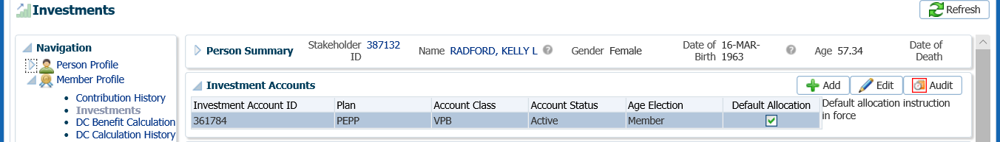 Investments
Refresh
Navigation
Person Profile
Member Profile
Contribution History
Investments
DC Benefit Calculation
DC Calculation History
Person Summary Stakeholder ID 387132 Name RADFORD, KELLY L Gender Female Date of Birth 16-MAR-1963 Age 57.34 Date of Death
Investment Accounts
Add Edit Audit
Investment Account ID Plan Account Class Account Status Age Election Default Allocation
361784 PEPP VPB Active Member
Default allocation instruction
in force